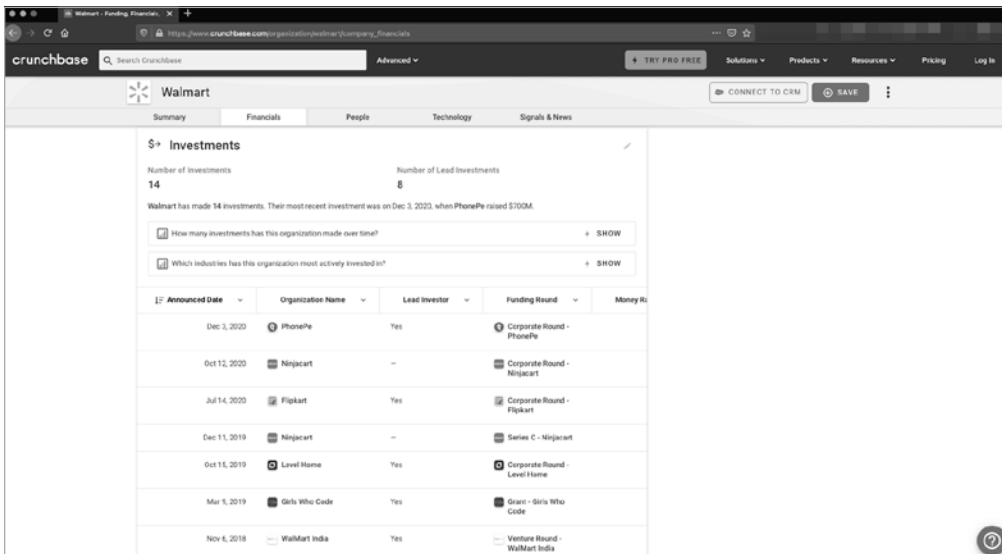 Walmart - Funding, Financials,
https://www.crunchbase.com/organization/walmart/company_financials
crunchbase Search Crunchbase Advanced TRY PRO FREE Solutions Products Resources Pricing Log In
Walmart CONNECT TO CRM SAVE
Summary Financials People Technology Signals & News
$ Investments
Number of Investments Number of Lead Investments
14 8
Walmart has made 14 investments. Their most recent investment was on Dec 3, 2020, when PhonePe raised $700M.
How many investments has this organization made over time? + SHOW
Which industries has this organization most actively invested in? + SHOW
Announced Date Organization Name Lead Investor Funding Round Money Ra
Dec 3, 2020 PhonePe Yes Corporate Round -
PhonePe
Oct 12, 2020 Ninjacart — Corporate Round -
Ninjacart
Jul 14, 2020 Flipkart Yes Corporate Round -
Flipkart
Dec 11, 2019 Ninjacart — Series C - Ninjacart
Oct 15, 2019 Level Home Yes Corporate Round -
Level Home
Mar 5, 2019 Girls Who Code Yes Grant - Girls Who
Code
Nov 6, 2018 WalMart India Yes Venture Round -
WalMart India